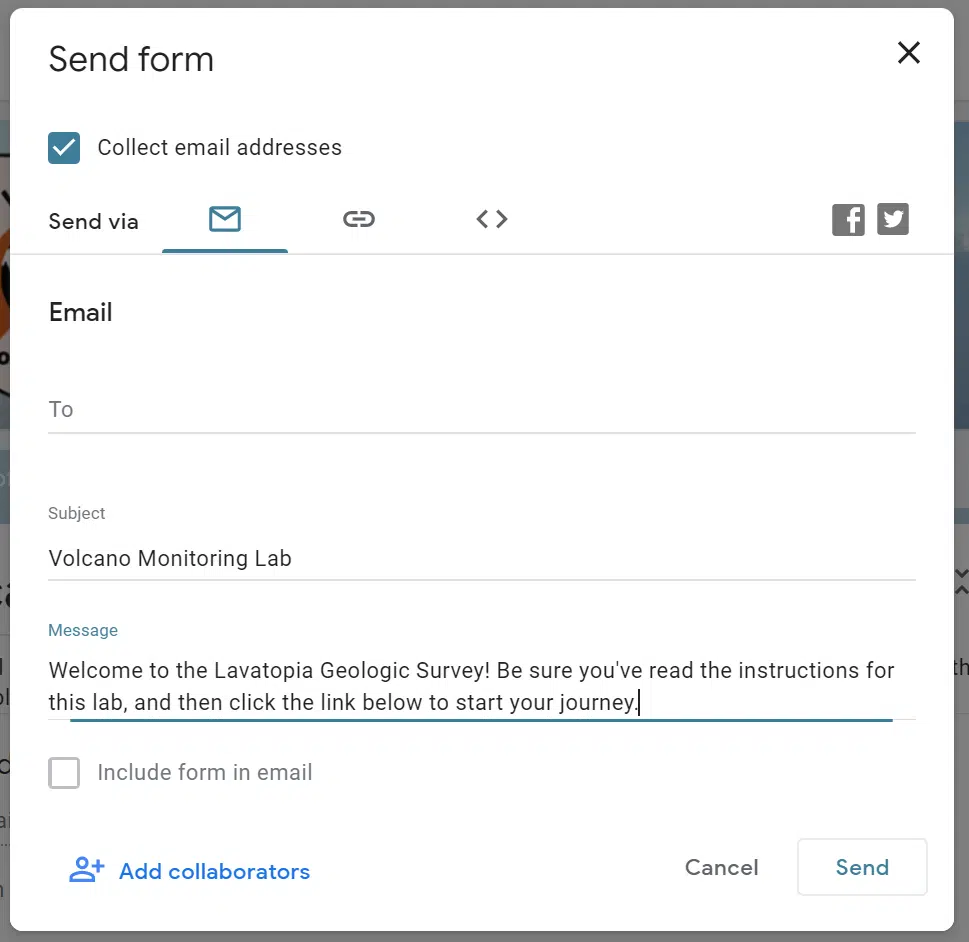 Send form
Collect email addresses
Send via
Email
To
Subject
Volcano Monitoring Lab
Message
Welcome to the Lavatopia Geologic Survey! Be sure you've read the instructions for
this lab, and then click the link below to start your journey.
Include form in email
Add collaborators
Cancel
Send